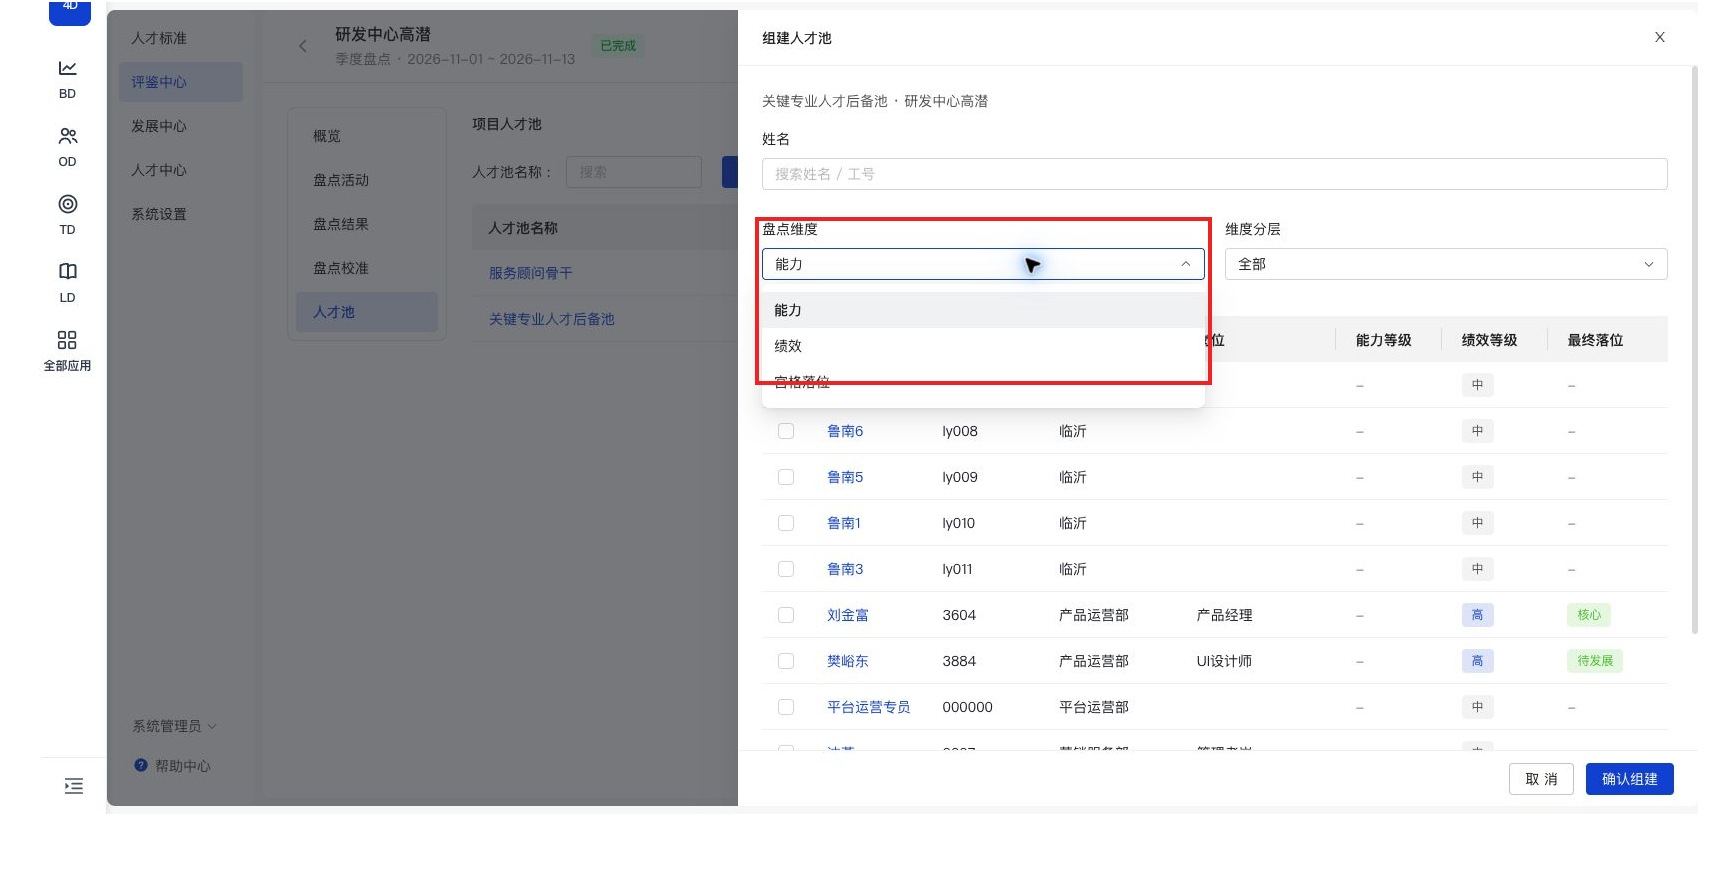 4D
BD
OD
TD
LD
全部应用
人才标准
评鉴中心
发展中心
人才中心
系统设置
系统管理员
帮助中心
研发中心高潜
季度盘点 · 2026-11-01 ~ 2026-11-13
已完成
概览
盘点活动
盘点结果
盘点校准
人才池
项目人才池
人才池名称：
搜索
人才池名称
服务顾问骨干
关键专业人才后备池
组建人才池
关键专业人才后备池 · 研发中心高潜
姓名
搜索姓名 / 工号
盘点维度
维度分层
能力
全部
能力
绩效
宫格落位
位 能力等级 绩效等级 最终落位
– 中 –
鲁南6 ly008 临沂 – 中 –
鲁南5 ly009 临沂 – 中 –
鲁南1 ly010 临沂 – 中 –
鲁南3 ly011 临沂 – 中 –
刘金富 3604 产品运营部 产品经理 – 高 核心
樊峪东 3884 产品运营部 UI设计师 – 高 待发展
平台运营专员 000000 平台运营部 – 中 –
取 消
确认组建